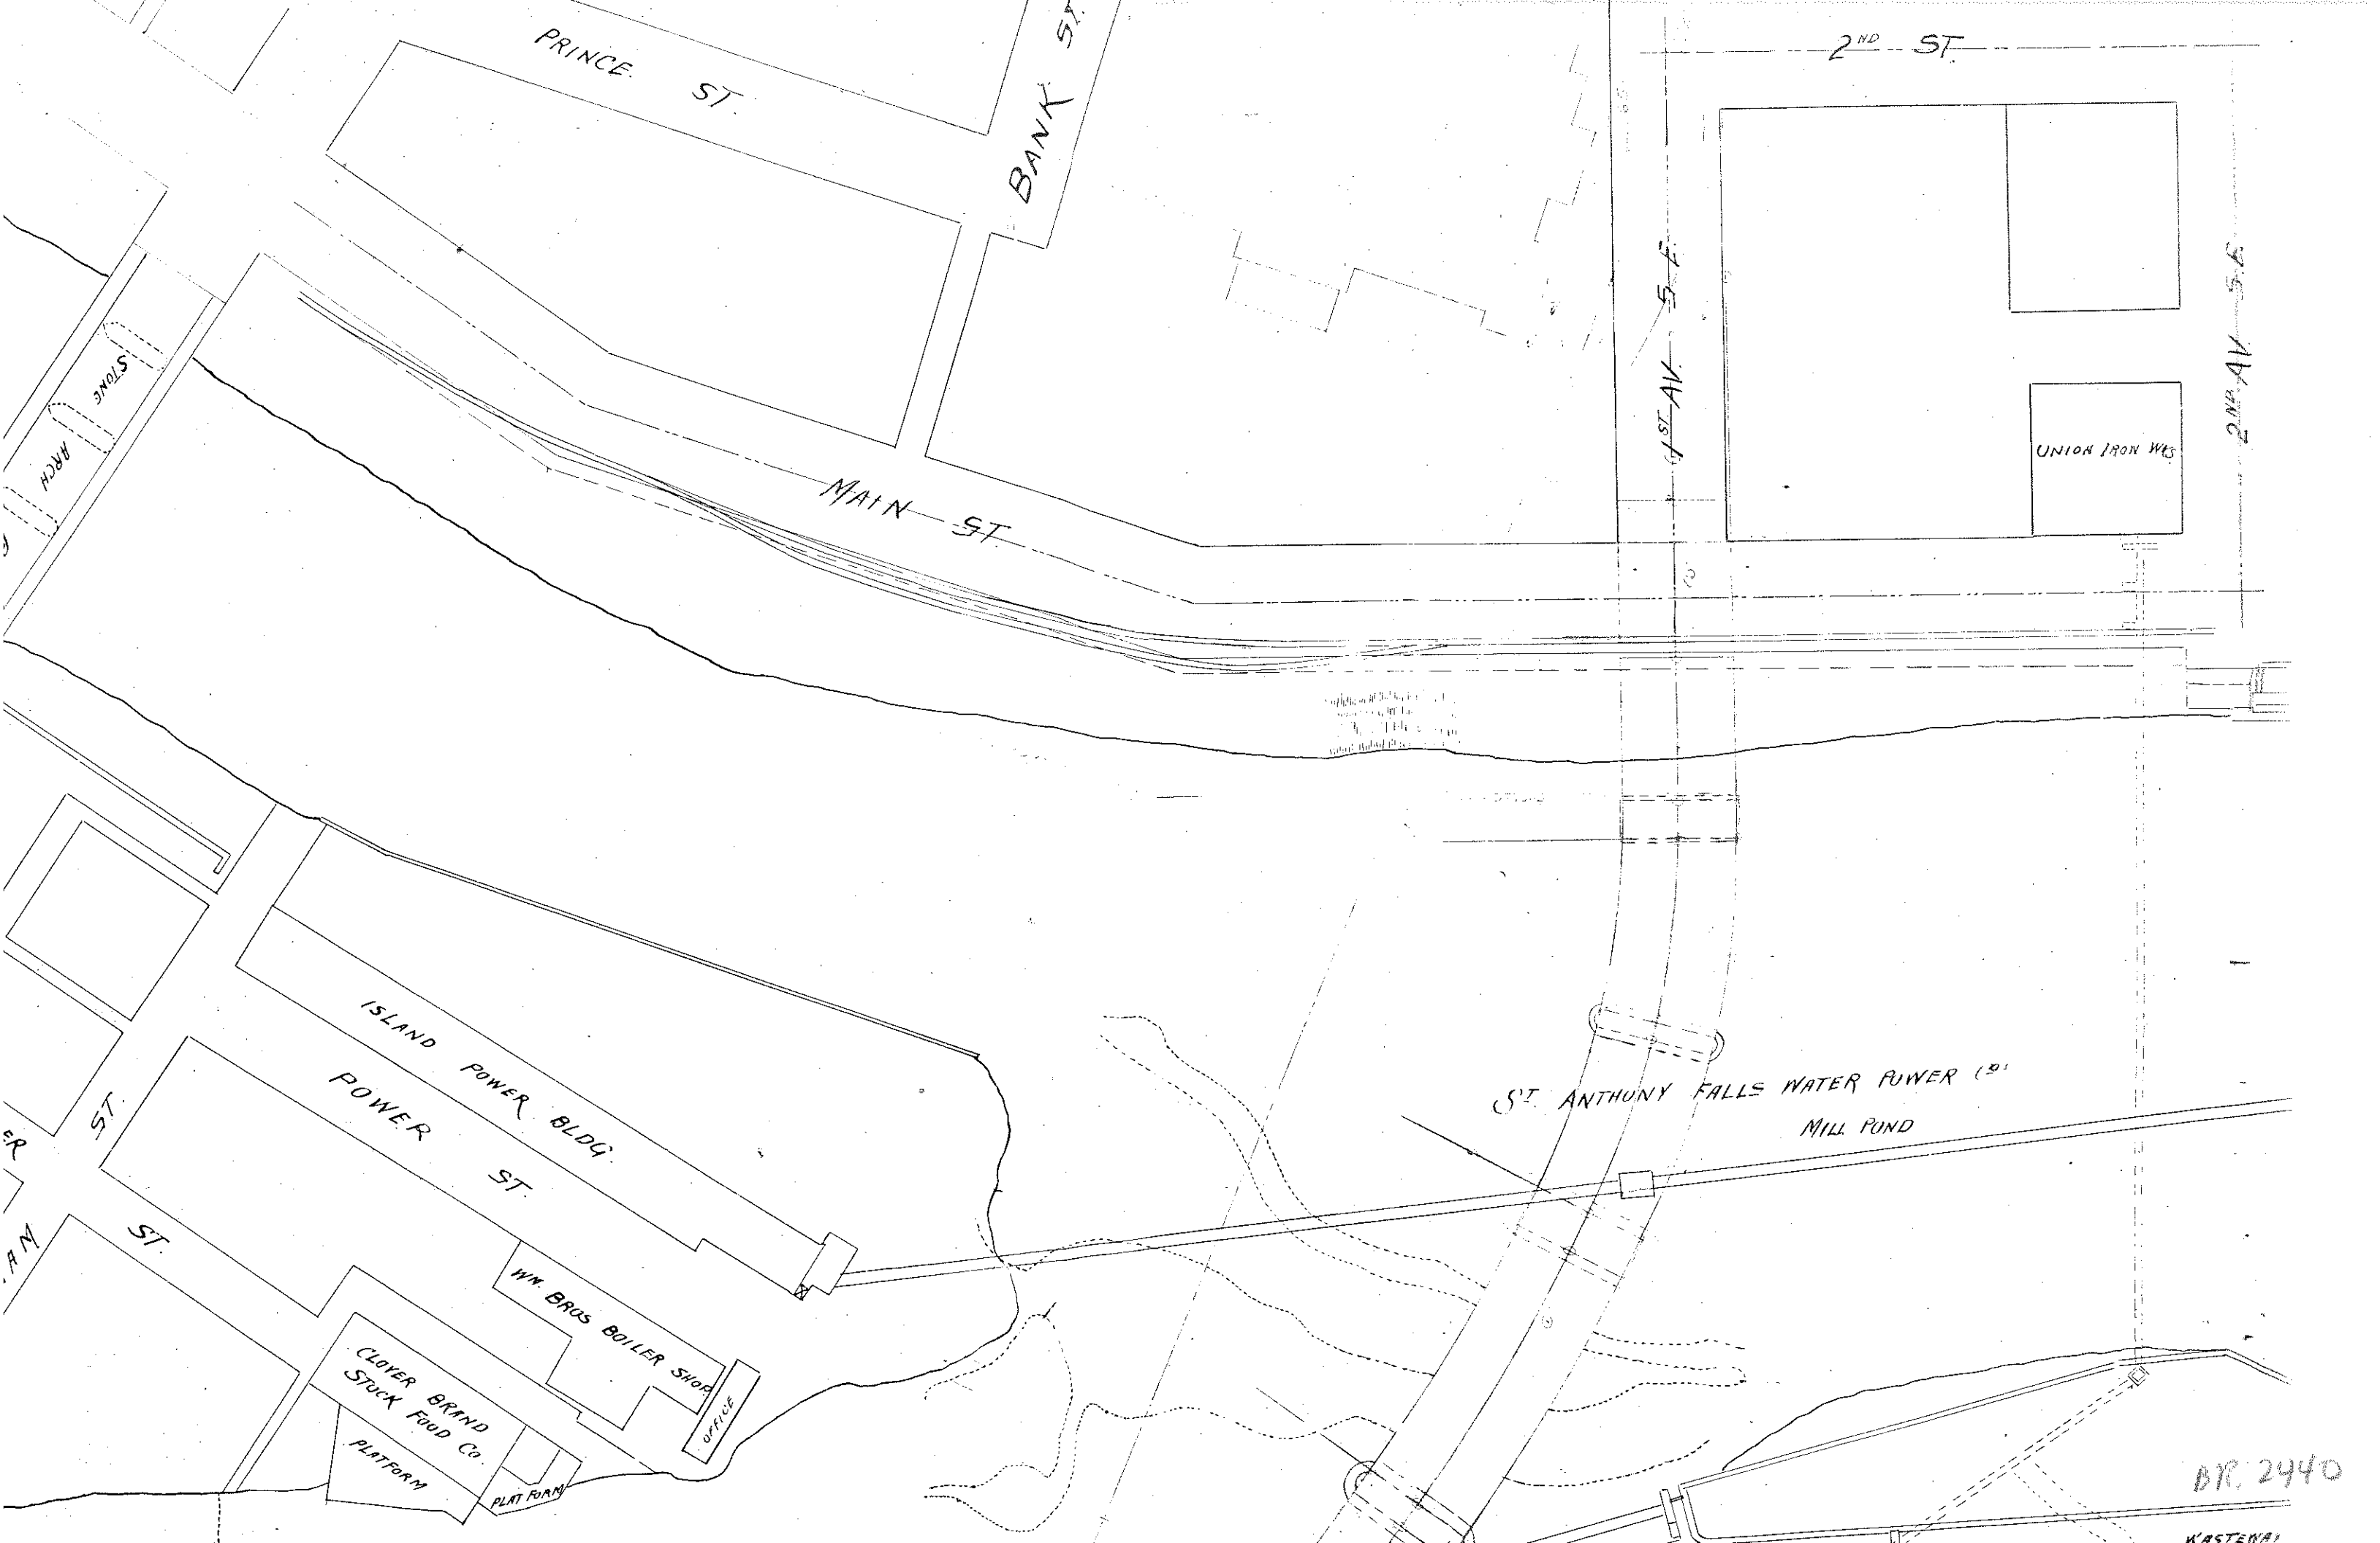 PRINCE. ST.
BANK ST.
2ND ST.
1ST AV. S.E.
2ND AV. S.E.
STONE ARCH
UNION IRON WKS.
MAIN ST.
ISLAND POWER BLDG.
POWER ST.
ST.
ST.
WN. BROS BOILER SHOP.
OFFICE
CLOVER BRAND
STOCK FOOD CO.
PLATFORM
PLATFORM
ST. ANTHONY FALLS WATER POWER CO.
MILL POND
BR. 2440
WASTEWAY